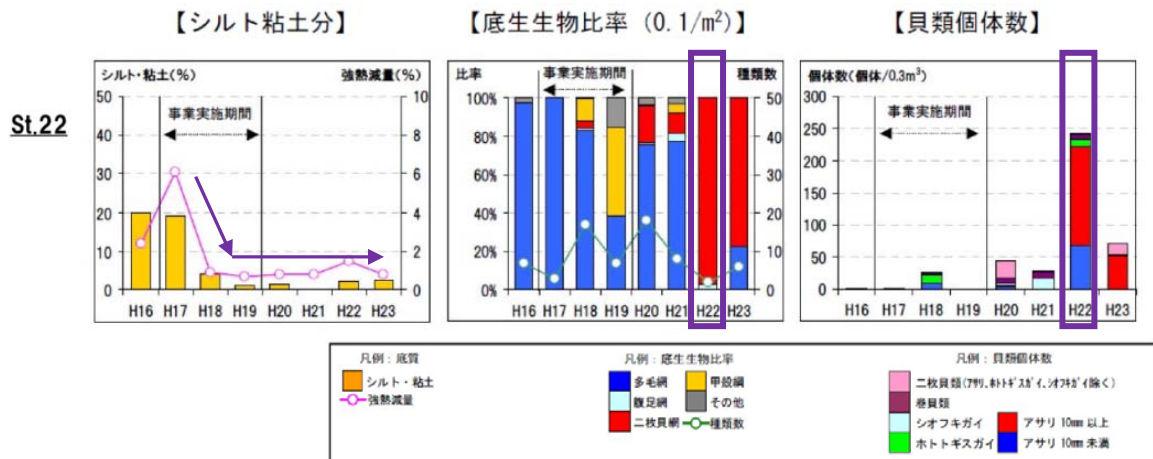 【シルト粘土分】
【底生生物比率(0.1/m²)】
【貝類個体数】
St.22
シルト・粘土(%)
強熱減量(%)
事業実施期間
50
40
30
20
10
0
10
8
6
4
2
0
H16 H17 H18 H19 H20 H21 H22 H23
比率
事業実施期間
種類数
100%
80%
60%
40%
20%
0%
50
40
30
20
10
0
H16 H17 H18 H19 H20 H21 H22 H23
個体数(個体/0.3m³)
事業実施期間
300
250
200
150
100
50
0
H16 H17 H18 H19 H20 H21 H22 H23
凡例:底質
シルト・粘土
強熱減量
凡例:底生生物比率
多毛綱 甲殻綱
腹足綱 その他
二枚貝綱 種類数
凡例:貝類個体数
二枚貝類(アサリ、ホトトギスガイ、シオフキガイ除く)
巻貝類
シオフキガイ アサリ 10mm 以上
ホトトギスガイ アサリ 10mm 未満